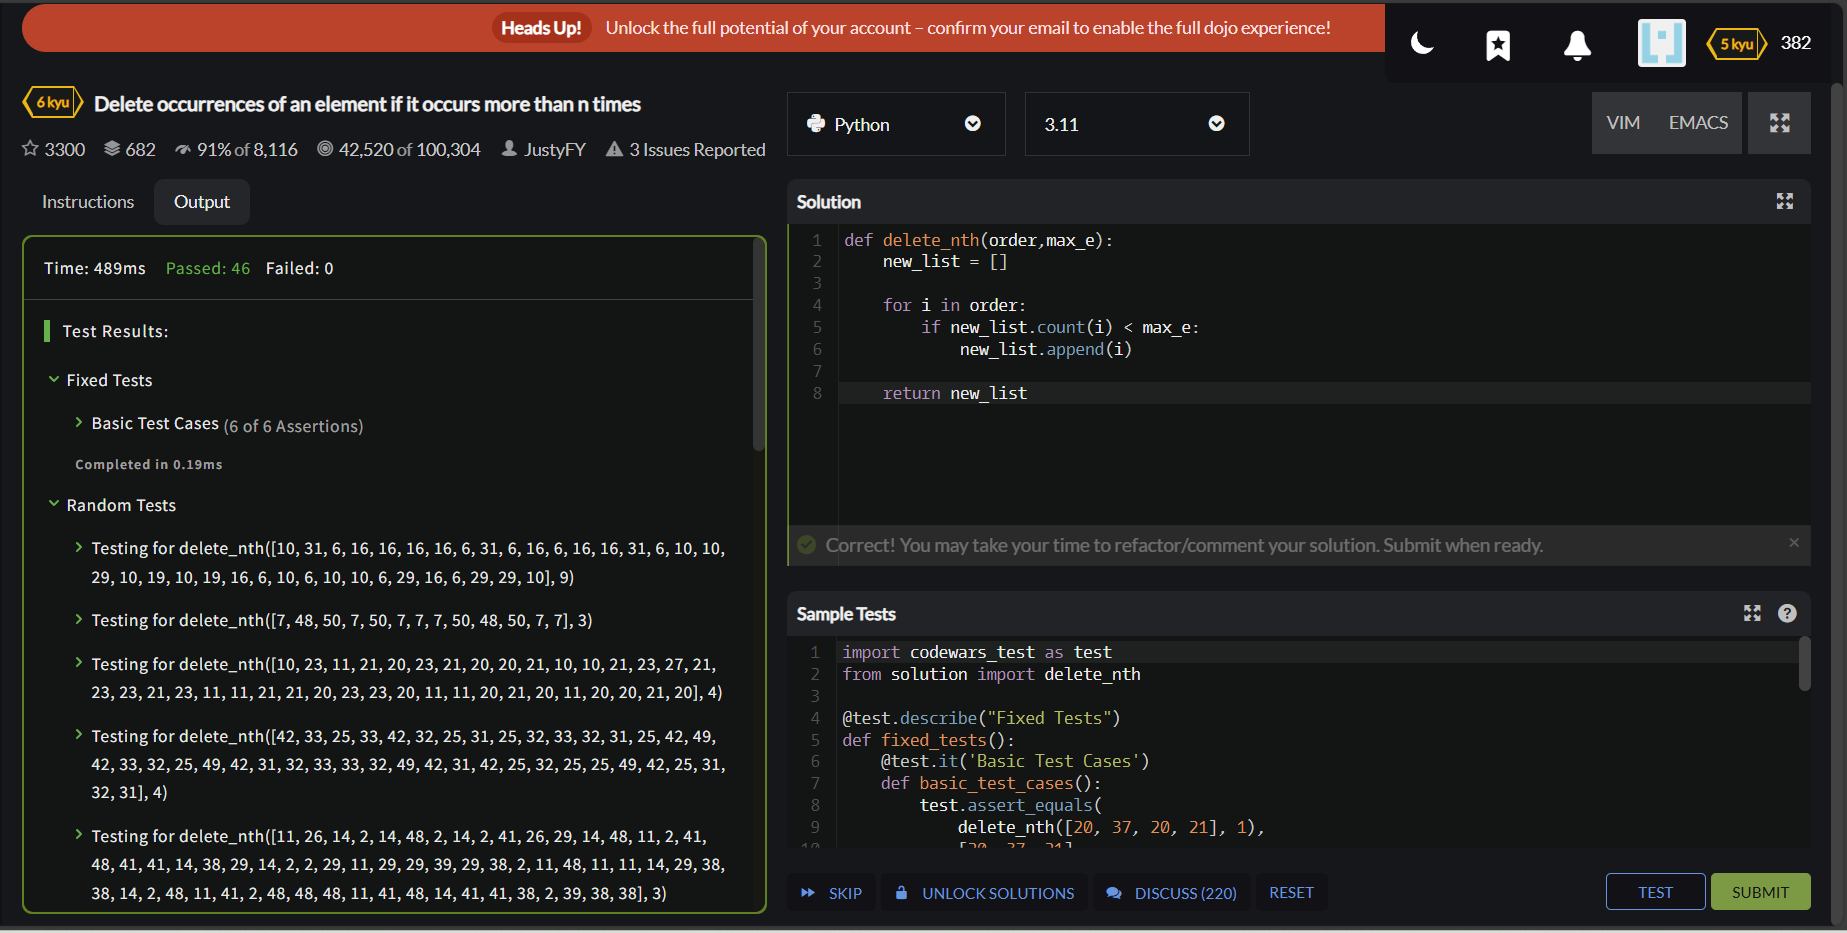 Heads Up! Unlock the full potential of your account – confirm your email to enable the full dojo experience!
5 kyu 382
6 kyu Delete occurrences of an element if it occurs more than n times
3300 682 91% of 8,116 42,520 of 100,304 JustyFY 3 Issues Reported
Python
3.11
VIM EMACS
Instructions Output
Time: 489ms Passed: 46 Failed: 0
Test Results:
Fixed Tests
Basic Test Cases (6 of 6 Assertions)
Completed in 0.19ms
Random Tests
Testing for delete_nth([10, 31, 6, 16, 16, 16, 16, 6, 31, 6, 16, 6, 16, 16, 31, 6, 10, 10,
29, 10, 19, 10, 19, 16, 6, 10, 6, 10, 10, 6, 29, 16, 6, 29, 29, 10], 9)
Testing for delete_nth([7, 48, 50, 7, 50, 7, 7, 7, 50, 48, 50, 7, 7], 3)
Testing for delete_nth([10, 23, 11, 21, 20, 23, 21, 20, 20, 21, 10, 10, 21, 23, 27, 21,
23, 23, 21, 23, 11, 11, 21, 21, 20, 23, 23, 20, 11, 11, 20, 21, 20, 11, 20, 20, 21, 20], 4)
Testing for delete_nth([42, 33, 25, 33, 42, 32, 25, 31, 25, 32, 33, 32, 31, 25, 42, 49,
42, 33, 32, 25, 49, 42, 31, 32, 33, 33, 32, 49, 42, 31, 42, 25, 32, 25, 25, 49, 42, 25, 31,
32, 31], 4)
Testing for delete_nth([11, 26, 14, 2, 14, 48, 2, 14, 2, 41, 26, 29, 14, 48, 11, 2, 41,
48, 41, 41, 14, 38, 29, 14, 2, 2, 29, 11, 29, 29, 39, 29, 38, 2, 11, 48, 11, 11, 14, 29, 38,
38, 14, 2, 48, 11, 41, 2, 48, 48, 48, 11, 41, 48, 14, 41, 41, 38, 2, 39, 38, 38], 3)
Solution
1 def delete_nth(order,max_e):
2 new_list = []
3
4 for i in order:
5 if new_list.count(i) < max_e:
6 new_list.append(i)
7
8 return new_list
Correct! You may take your time to refactor/comment your solution. Submit when ready. ×
Sample Tests
1 import codewars_test as test
2 from solution import delete_nth
3
4 @test.describe("Fixed Tests")
5 def fixed_tests():
6 @test.it('Basic Test Cases')
7 def basic_test_cases():
8 test.assert_equals(
9 delete_nth([20, 37, 20, 21], 1),
10 [20, 37, 21]
SKIP UNLOCK SOLUTIONS DISCUSS (220) RESET TEST SUBMIT